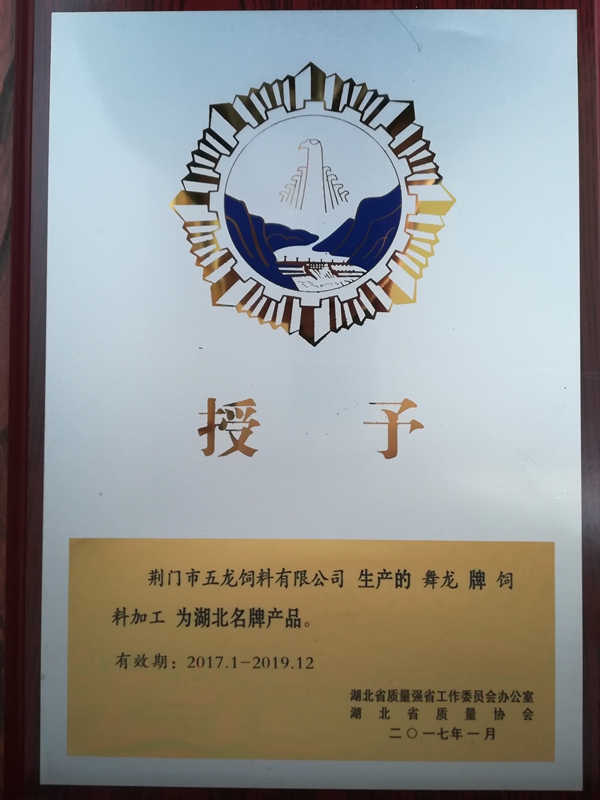 授 予
荆门市五龙饲料有限公司 生产的 舞龙 牌 饲
料加工 为湖北名牌产品。
有效期：2017.1-2019.12
湖北省质量强省工作委员会办公室
湖北省质量协会
二〇一七年一月